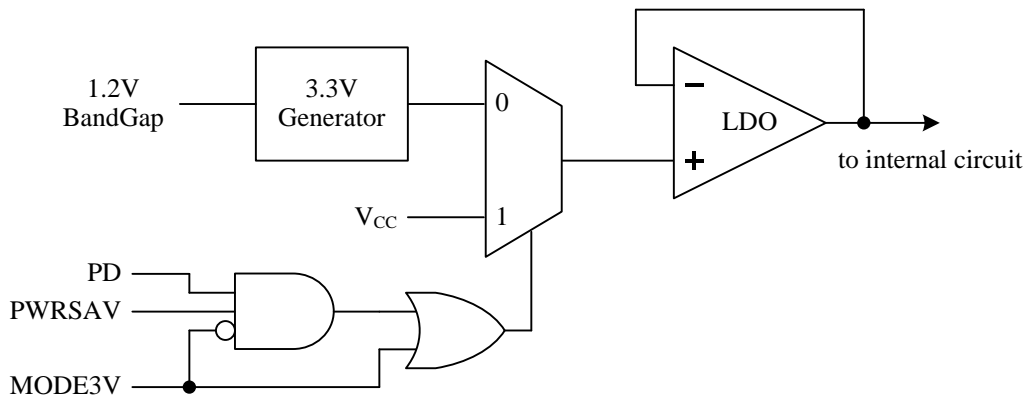 1.2V
BandGap
3.3V
Generator
0
1
VCC
LDO
to internal circuit
PD
PWRSAV
MODE3V